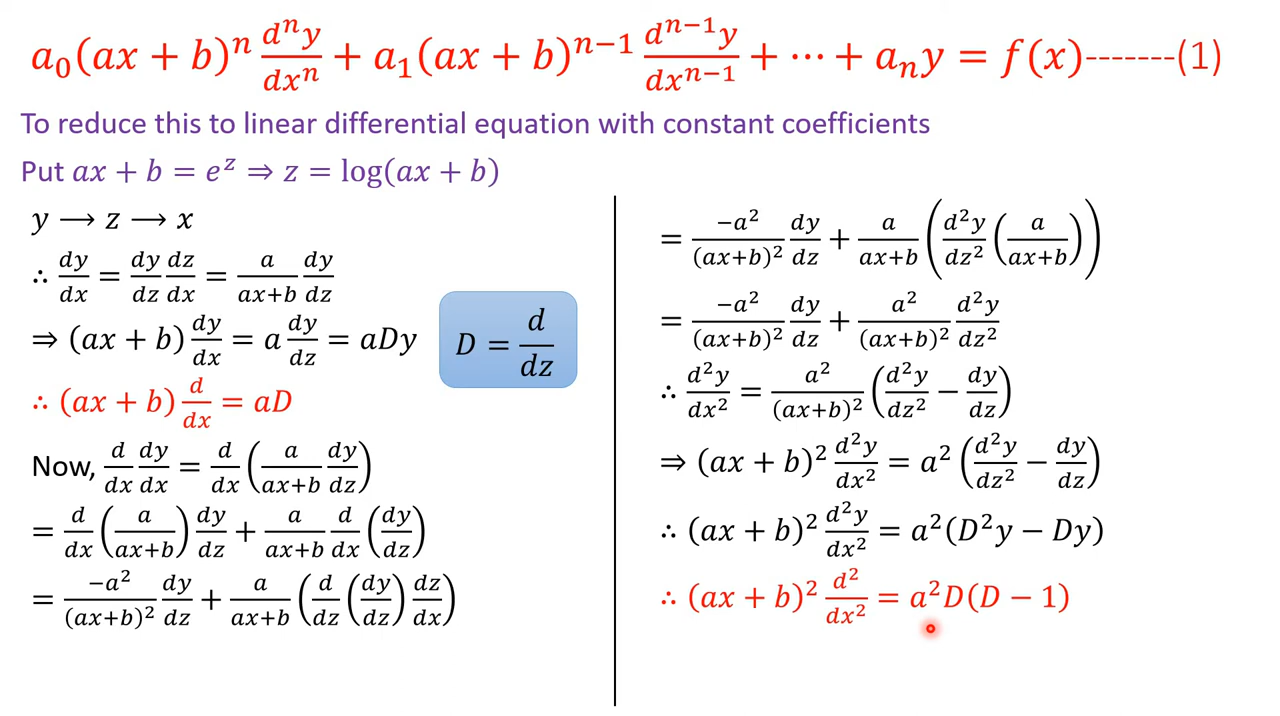 a₀(ax + b)ⁿ dⁿy/dxⁿ + a₁(ax + b)ⁿ⁻¹ dⁿ⁻¹y/dxⁿ⁻¹ + ⋯ + aₙy = f(x)-------(1)
To reduce this to linear differential equation with constant coefficients
Put ax + b = e^z ⇒ z = log(ax + b)
y ⟶ z ⟶ x
∴ dy/dx = dy/dz dz/dx = a/(ax+b) dy/dz
⇒ (ax + b) dy/dx = a dy/dz = aDy
D = d/dz
∴ (ax + b) d/dx = aD
Now, d/dx dy/dx = d/dx (a/(ax+b) dy/dz)
= d/dx (a/(ax+b)) dy/dz + a/(ax+b) d/dx (dy/dz)
= −a²/(ax+b)² dy/dz + a/(ax+b) (d/dz (dy/dz) dz/dx)
= −a²/(ax+b)² dy/dz + a/(ax+b) (d²y/dz² (a/(ax+b)))
= −a²/(ax+b)² dy/dz + a²/(ax+b)² d²y/dz²
∴ d²y/dx² = a²/(ax+b)² (d²y/dz² − dy/dz)
⇒ (ax + b)² d²y/dx² = a² (d²y/dz² − dy/dz)
∴ (ax + b)² d²y/dx² = a²(D²y − Dy)
∴ (ax + b)² d²/dx² = a²D(D − 1)